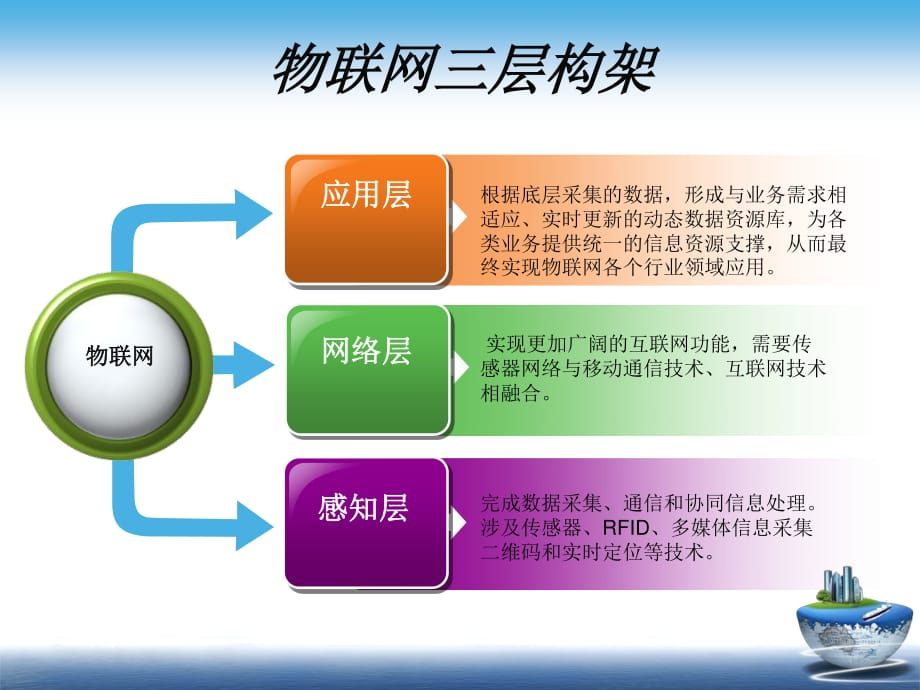 物联网三层构架
物联网
应用层
根据底层采集的数据，形成与业务需求相
适应、实时更新的动态数据资源库，为各
类业务提供统一的信息资源支撑，从而最
终实现物联网各个行业领域应用。
网络层
实现更加广阔的互联网功能，需要传
感器网络与移动通信技术、互联网技术
相融合。
感知层
完成数据采集、通信和协同信息处理。
涉及传感器、RFID、多媒体信息采集
二维码和实时定位等技术。